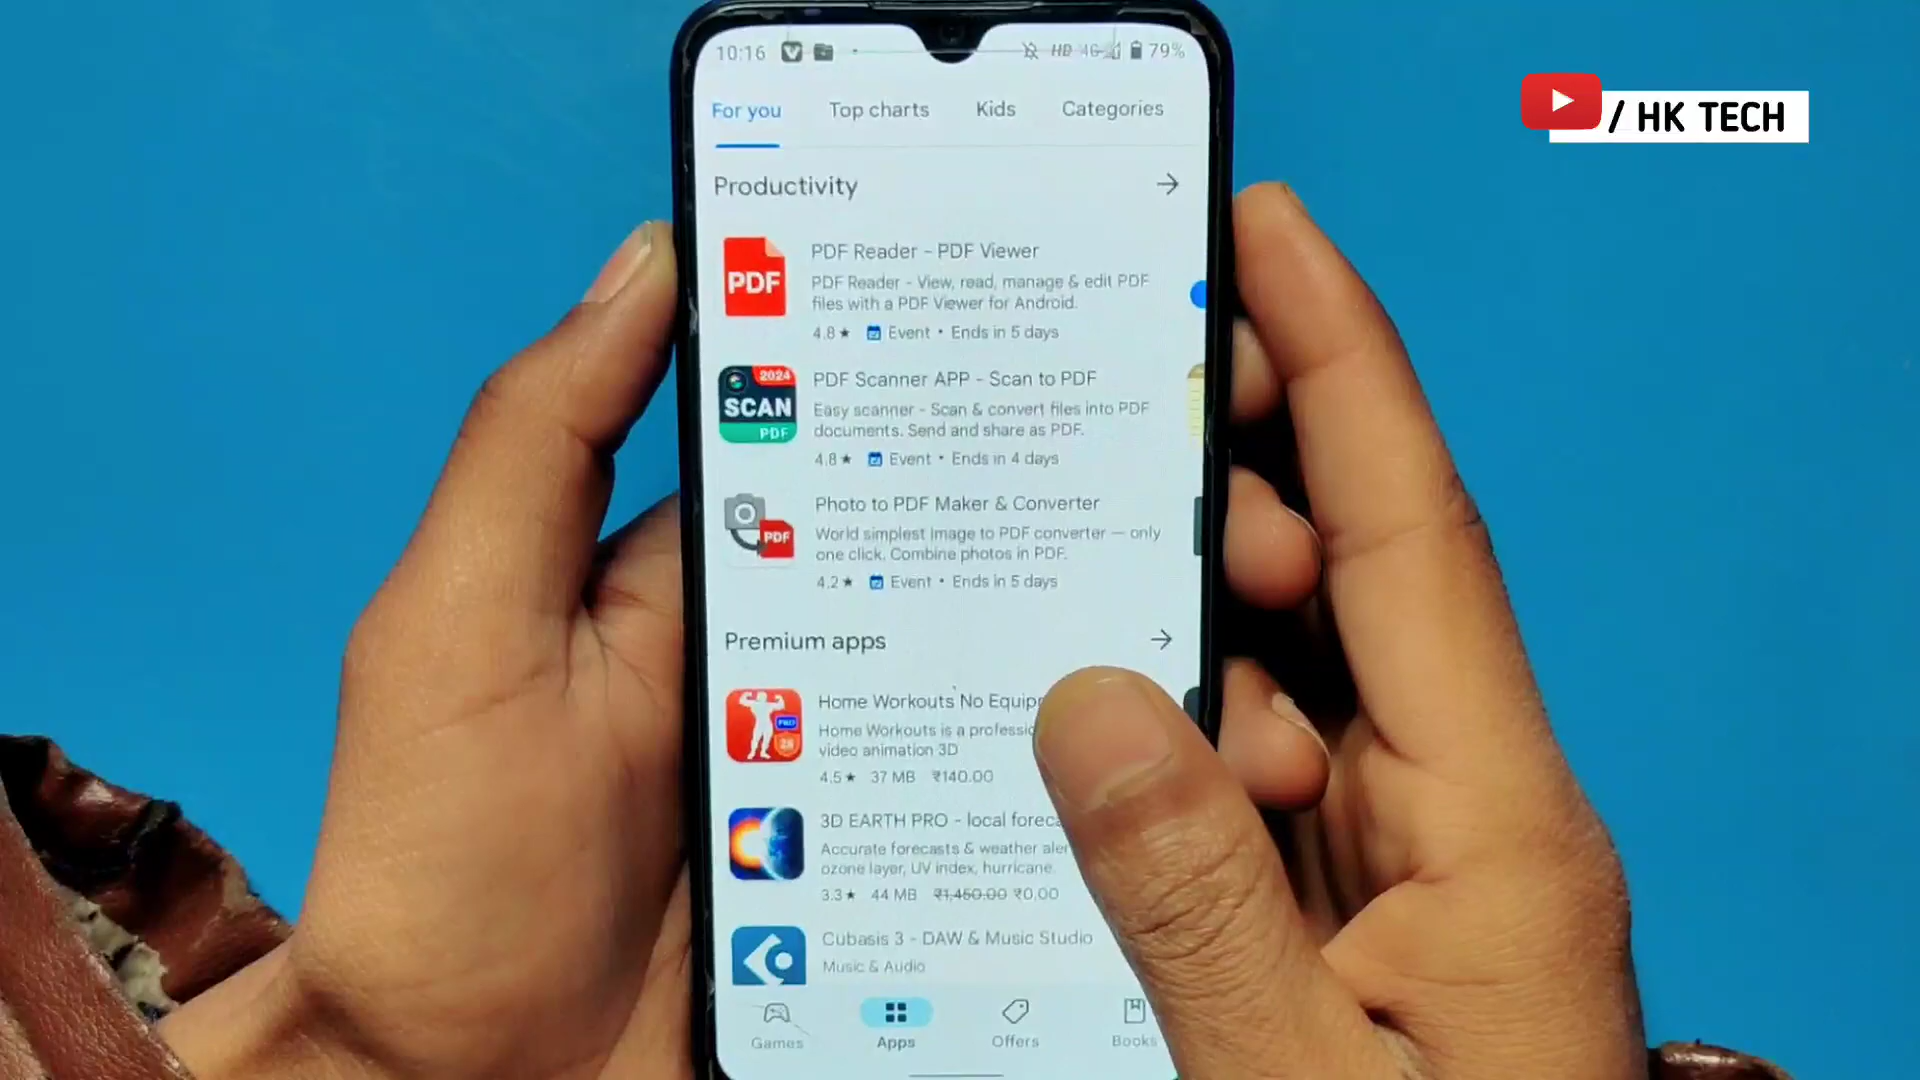 10:16 HD 4G 79%
/ HK TECH
For you Top charts Kids Categories
Productivity
PDF
PDF Reader - PDF Viewer
PDF Reader - View, read, manage & edit PDF
files with a PDF Viewer for Android.
4.8★ Event • Ends in 5 days
2024
SCAN
PDF
PDF Scanner APP - Scan to PDF
Easy scanner - Scan & convert files into PDF
documents. Send and share as PDF.
4.8★ Event • Ends in 4 days
PDF
Photo to PDF Maker & Converter
World simplest Image to PDF converter — only
one click. Combine photos in PDF.
4.2★ Event • Ends in 5 days
Premium apps
PRO
28
Home Workouts No Equip
Home Workouts is a professio
video animation 3D
4.5★ 37 MB ₹140.00
3D EARTH PRO - local foreca
Accurate forecasts & weather aler
ozone layer, UV index, hurricane.
3.3★ 44 MB ₹1,450.00 ₹0.00
Cubasis 3 - DAW & Music Studio
Music & Audio
Games Apps Offers Books